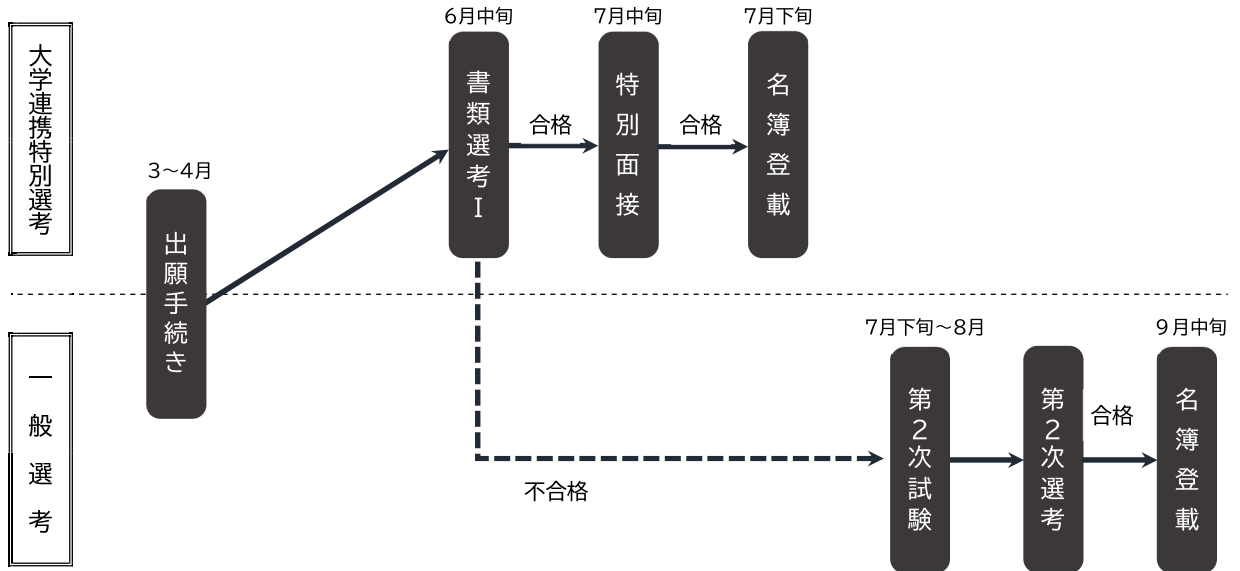 大学連携特別選考
3～4月
出願手続き
6月中旬
書類選考Ⅰ
合格
7月中旬
特別面接
合格
7月下旬
名簿登載
一般選考
不合格
7月下旬～8月
第2次試験
第2次選考
合格
9月中旬
名簿登載